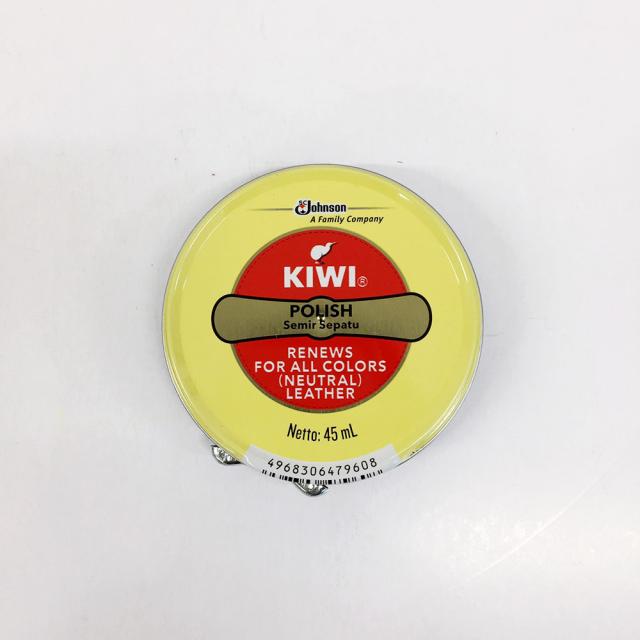 SC Johnson
A Family Company
KIWI®
POLISH
Semir Sepatu
RENEWS
FOR ALL COLORS
(NEUTRAL)
LEATHER
Netto: 45 mL
4968306479608